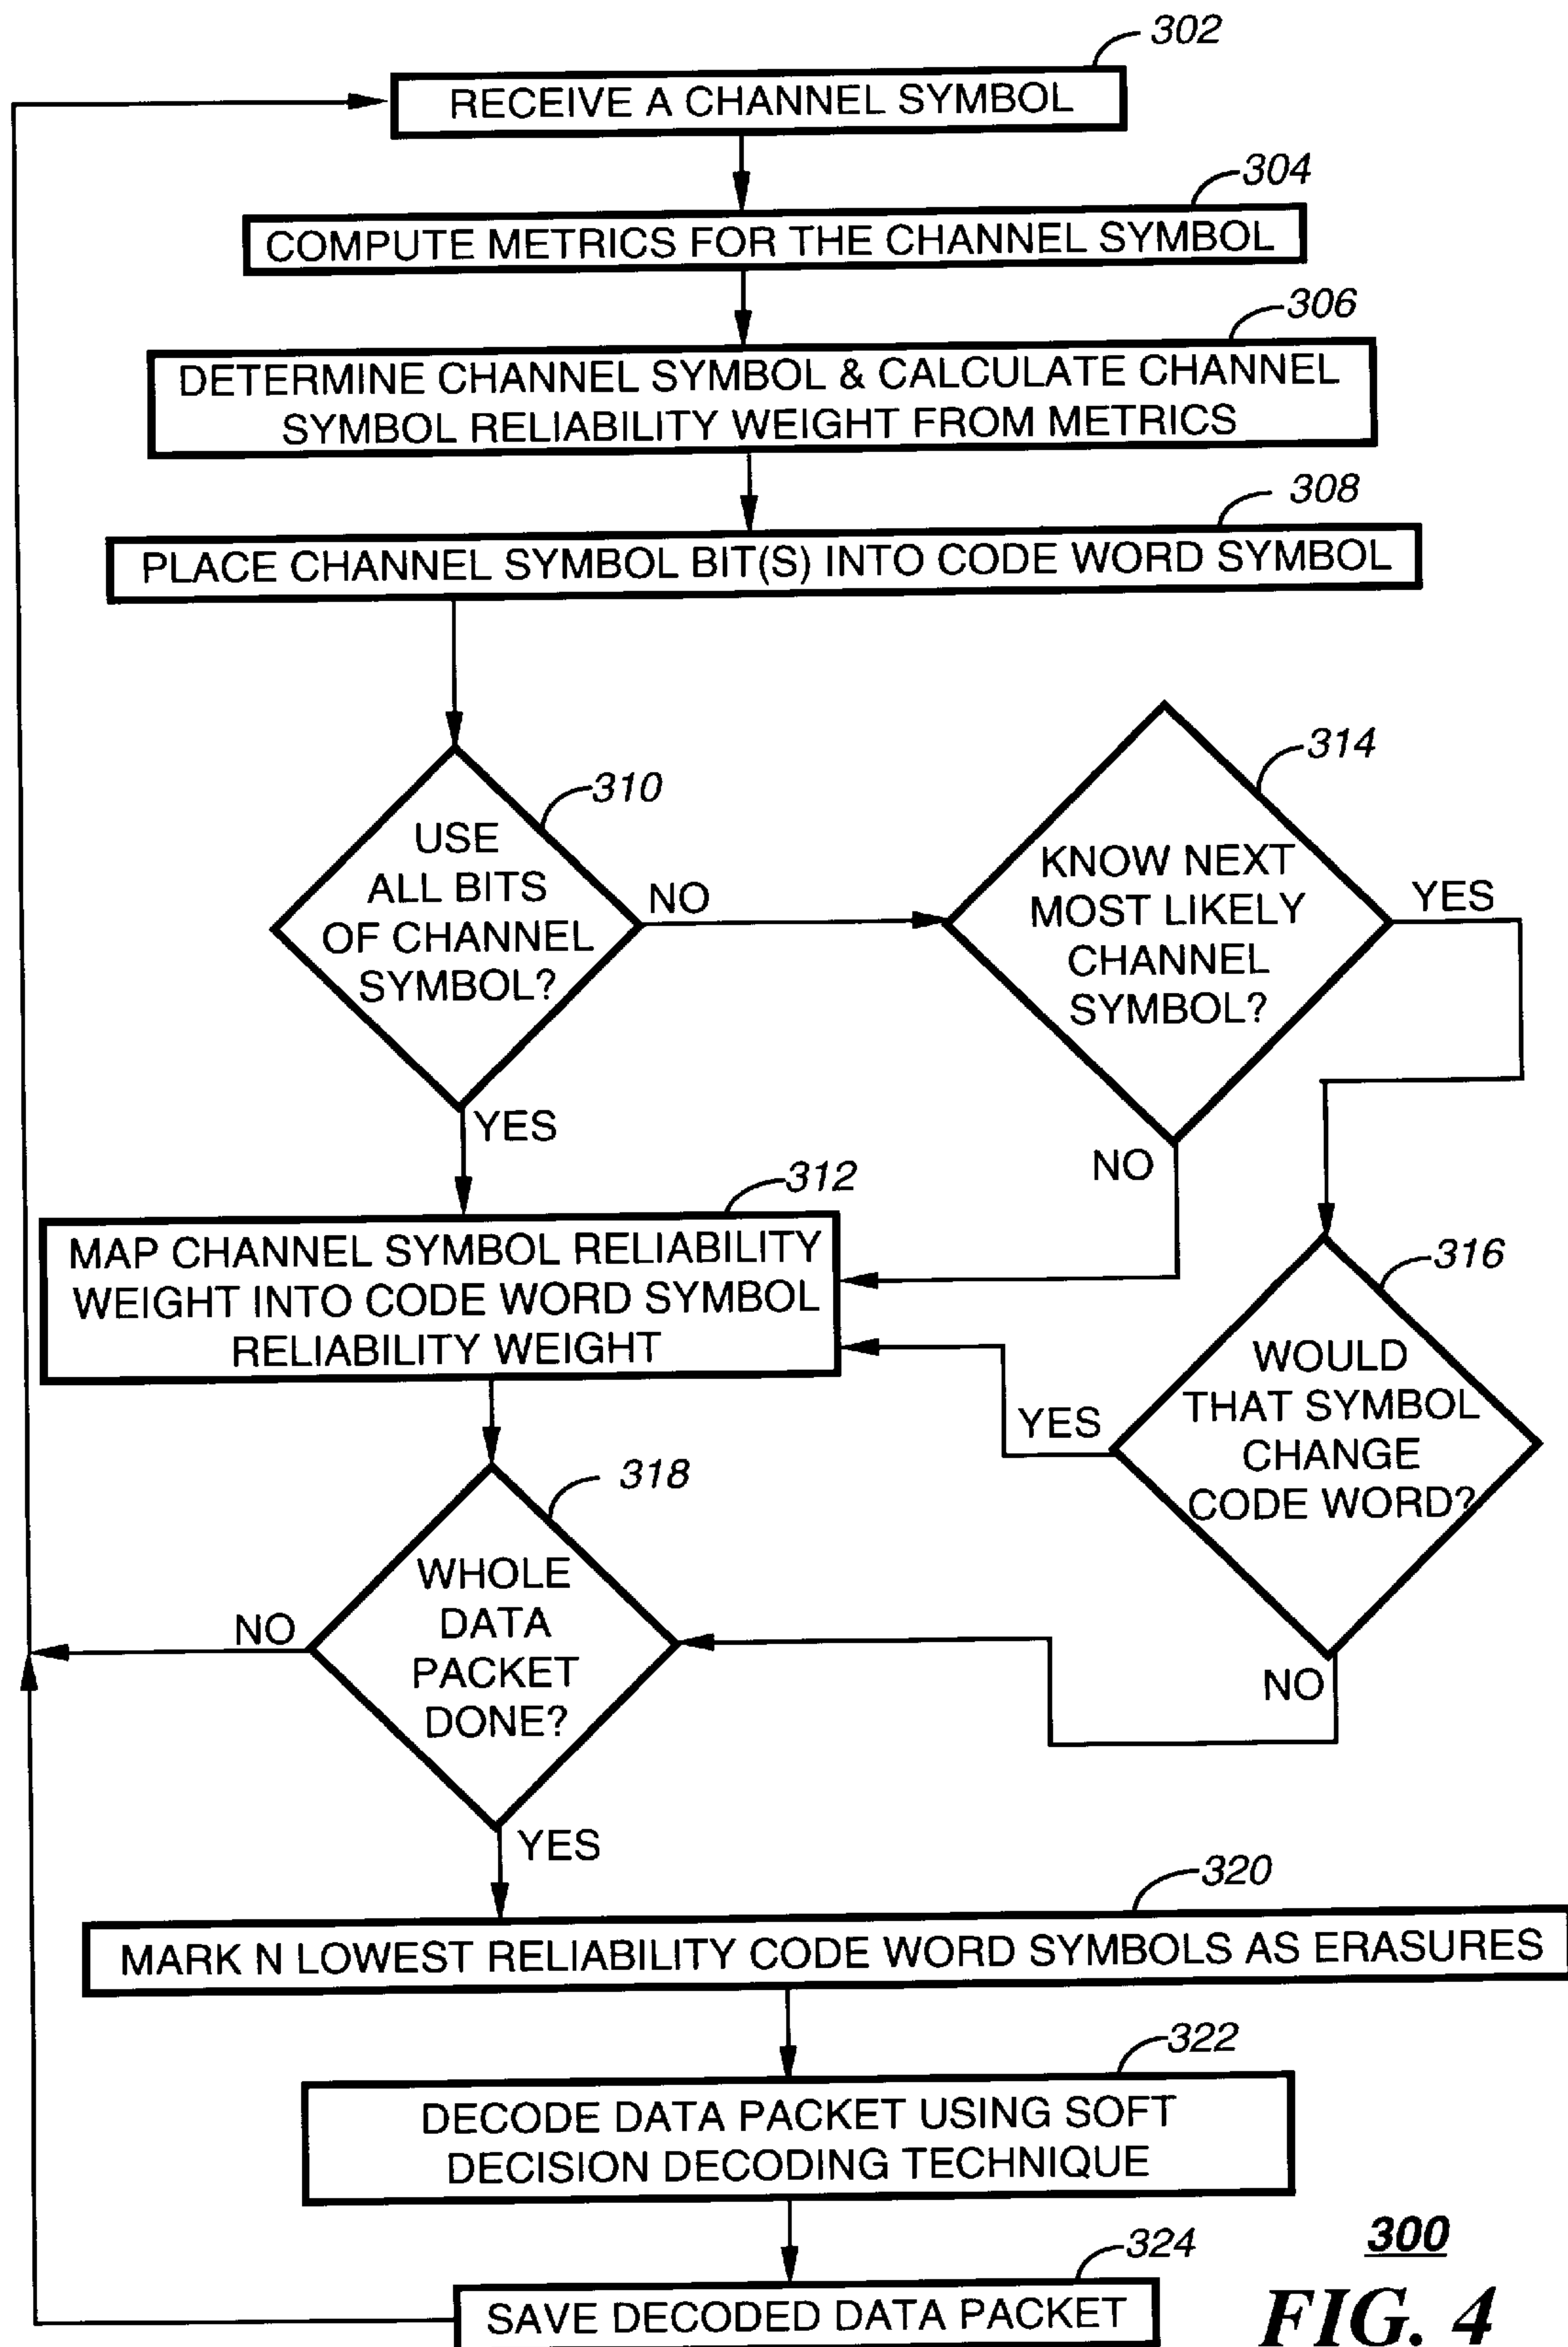 302
RECEIVE A CHANNEL SYMBOL
304
COMPUTE METRICS FOR THE CHANNEL SYMBOL
306
DETERMINE CHANNEL SYMBOL & CALCULATE CHANNEL
SYMBOL RELIABILITY WEIGHT FROM METRICS
308
PLACE CHANNEL SYMBOL BIT(S) INTO CODE WORD SYMBOL
310
USE
ALL BITS
OF CHANNEL
SYMBOL?
NO
YES
314
KNOW NEXT
MOST LIKELY
CHANNEL
SYMBOL?
YES
NO
312
MAP CHANNEL SYMBOL RELIABILITY
WEIGHT INTO CODE WORD SYMBOL
RELIABILITY WEIGHT
316
WOULD
THAT SYMBOL
CHANGE
CODE WORD?
YES
NO
318
WHOLE
DATA
PACKET
DONE?
NO
YES
320
MARK N LOWEST RELIABILITY CODE WORD SYMBOLS AS ERASURES
322
DECODE DATA PACKET USING SOFT
DECISION DECODING TECHNIQUE
324
SAVE DECODED DATA PACKET
300
FIG. 4